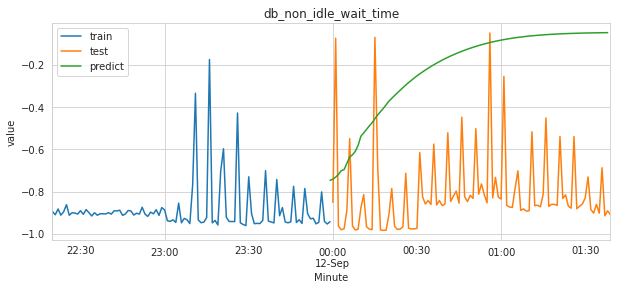 db_non_idle_wait_time
train
test
predict
value
−0.2
−0.4
−0.6
−0.8
−1.0
22:30
23:00
23:30
00:00
12-Sep
00:30
01:00
01:30
Minute